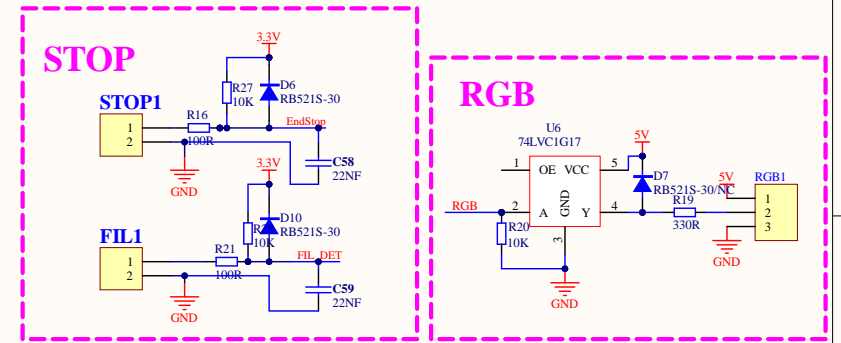 STOP
3.3V
R27
10K
D6
RB521S-30
STOP1
1
2
R16
100R
EndStop
C58
22NF
GND
3.3V
10K
D10
RB521S-30
FIL1
1
2
R21
100R
FIL_DET
C59
22NF
GND
RGB
U6
74LVC1G17
1
OE
VCC
5
GND
RGB
2
A
Y
4
3
R20
10K
GND
5V
D7
RB521S-30/NC
R19
330R
5V
RGB1
1
2
3
GND